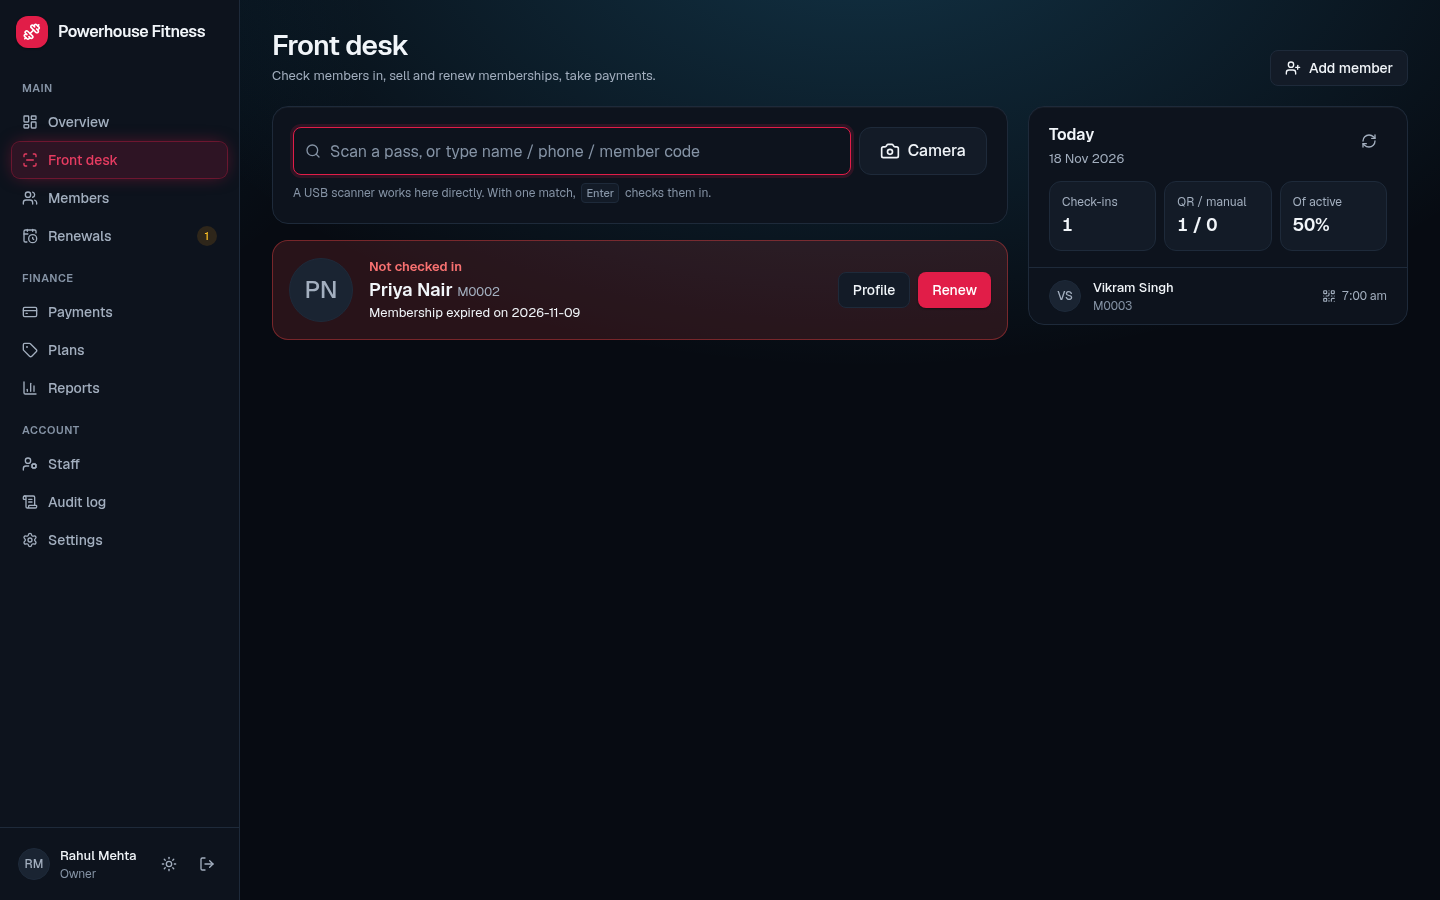 Powerhouse Fitness
MAIN
Overview
Front desk
Members
Renewals 1
FINANCE
Payments
Plans
Reports
ACCOUNT
Staff
Audit log
Settings
RM
Rahul Mehta
Owner
Front desk
Check members in, sell and renew memberships, take payments.
Add member
Scan a pass, or type name / phone / member code
Camera
A USB scanner works here directly. With one match, Enter checks them in.
PN
Not checked in
Priya Nair M0002
Membership expired on 2026-11-09
Profile
Renew
Today
18 Nov 2026
Check-ins
1
QR / manual
1 / 0
Of active
50%
VS
Vikram Singh
M0003
7:00 am